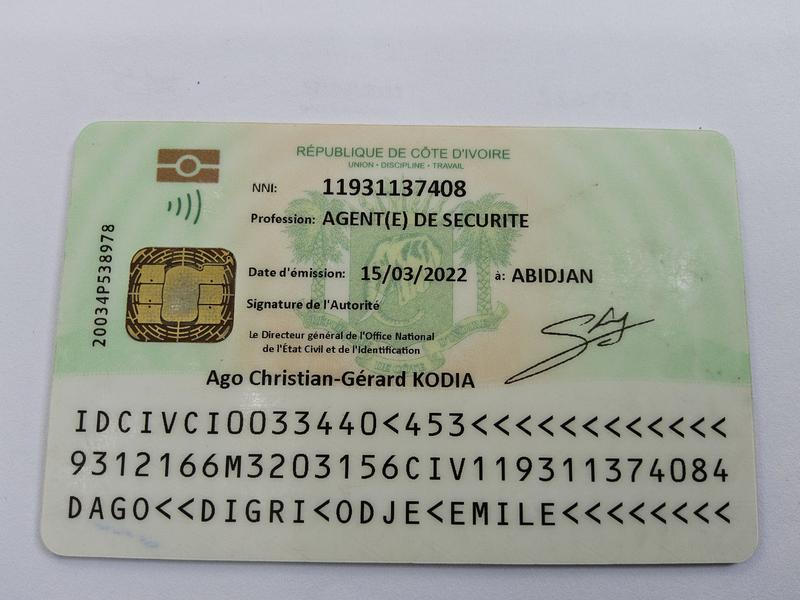 RÉPUBLIQUE DE CÔTE D'IVOIRE
UNION - DISCIPLINE - TRAVAIL
NNI: 11931137408
Profession: AGENT(E) DE SECURITE
20034P538978
Date d'émission: 15/03/2022 à: ABIDJAN
Signature de l'Autorité
Le Directeur général de l'Office National
de l'État Civil et de l'Identification
Ago Christian-Gérard KODIA
IDCIVCI0033440<453<<<<<<<<<<<<
9312166M3203156CIV119311374084
DAGO<<DIGRI<ODJE<EMILE<<<<<<<<